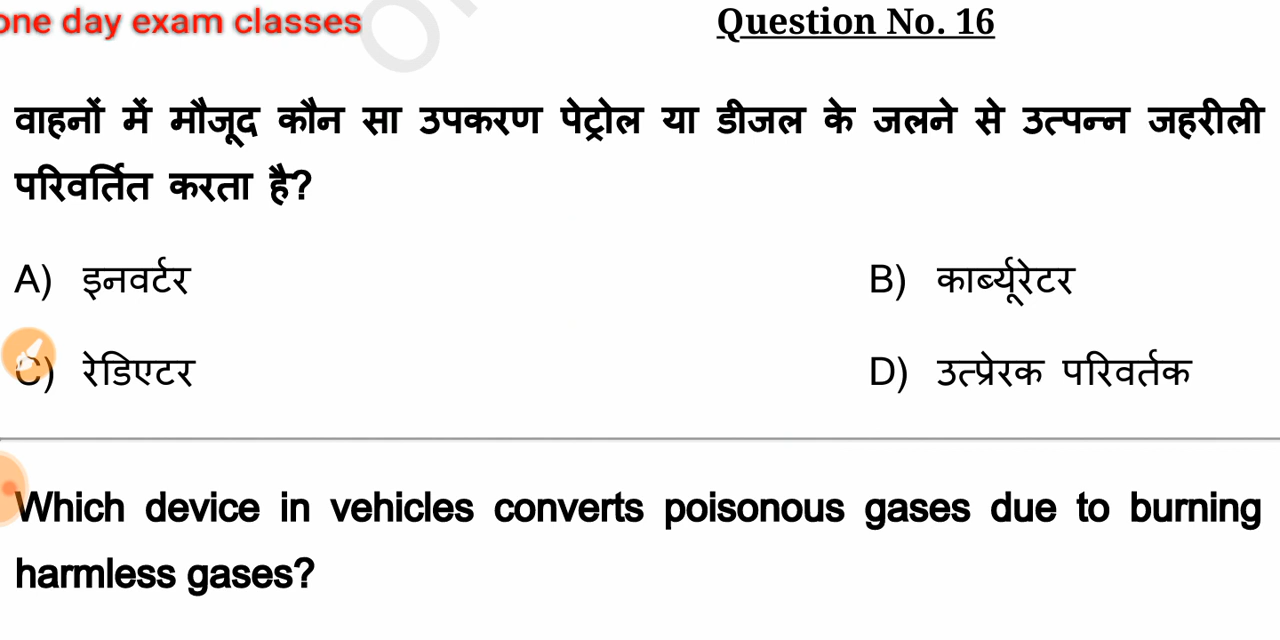 one day exam classes
Question No. 16
वाहनों में मौजूद कौन सा उपकरण पेट्रोल या डीजल के जलने से उत्पन्न जहरीली
परिवर्तित करता है?
A) इनवर्टर
B) कार्ब्यूरेटर
C) रेडिएटर
D) उत्प्रेरक परिवर्तक
Which device in vehicles converts poisonous gases due to burning
harmless gases?